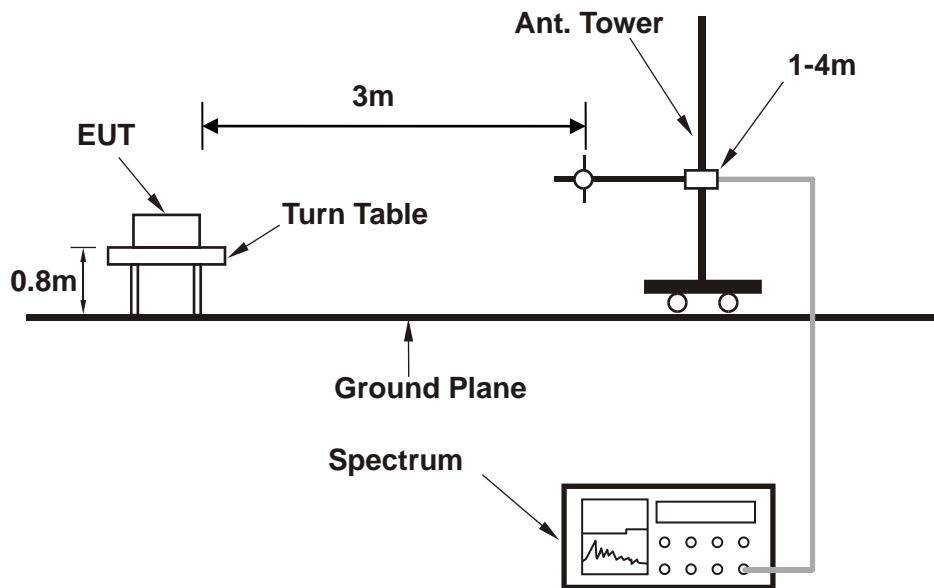 Ant. Tower
1-4m
3m
EUT
Turn Table
0.8m
Ground Plane
Spectrum